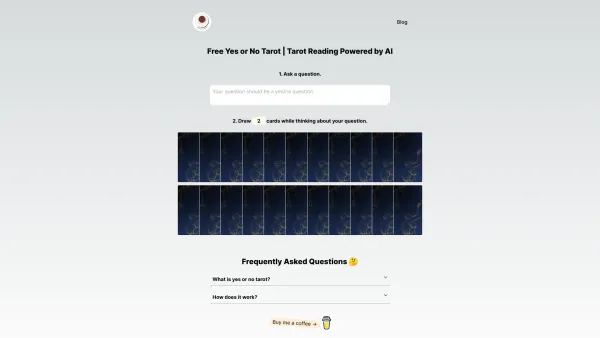 Blog
Free Yes or No Tarot | Tarot Reading Powered by AI
1. Ask a question.
Your question should be a yes/no question.
2. Draw 2 cards while thinking about your question.
Frequently Asked Questions 🤔
What is yes or no tarot?
How does it work?
Buy me a coffee →